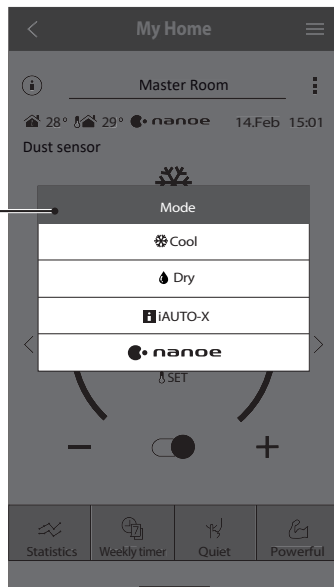 My Home
Master Room
28° 29° nanoe 14.Feb 15:01
Dust sensor
Mode
Cool
Dry
iAUTO-X
nanoe
SET
Statistics Weekly timer Quiet Powerful